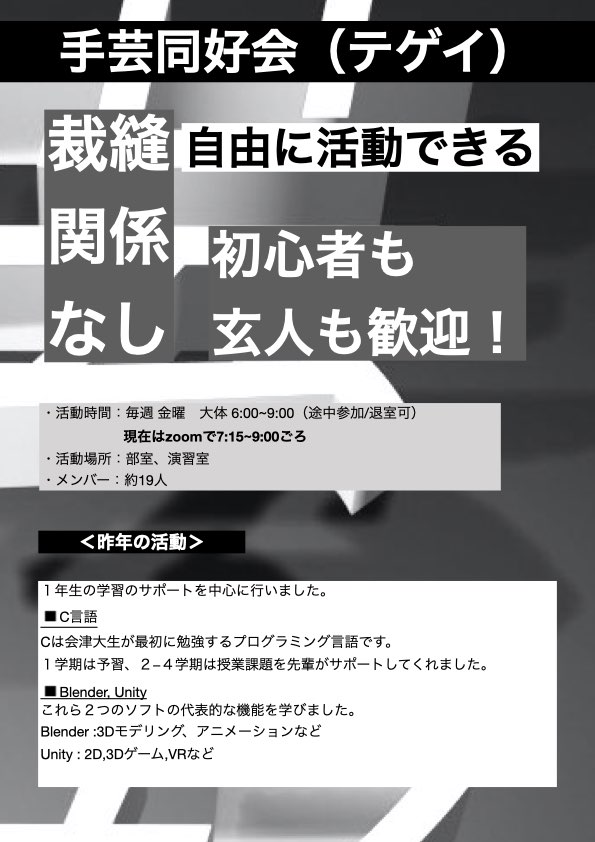 手芸同好会（テゲイ）
裁縫
関係
なし
自由に活動できる
初心者も
玄人も歓迎！
・活動時間：毎週 金曜　大体 6:00~9:00（途中参加/退室可）
現在はzoomで7:15~9:00ごろ
・活動場所：部室、演習室
・メンバー：約19人
＜昨年の活動＞
１年生の学習のサポートを中心に行いました。
■C言語
Cは会津大生が最初に勉強するプログラミング言語です。
１学期は予習、２−４学期は授業課題を先輩がサポートしてくれました。
■Blender, Unity
これら２つのソフトの代表的な機能を学びました。
Blender :3Dモデリング、アニメーションなど
Unity : 2D,3Dゲーム,VRなど